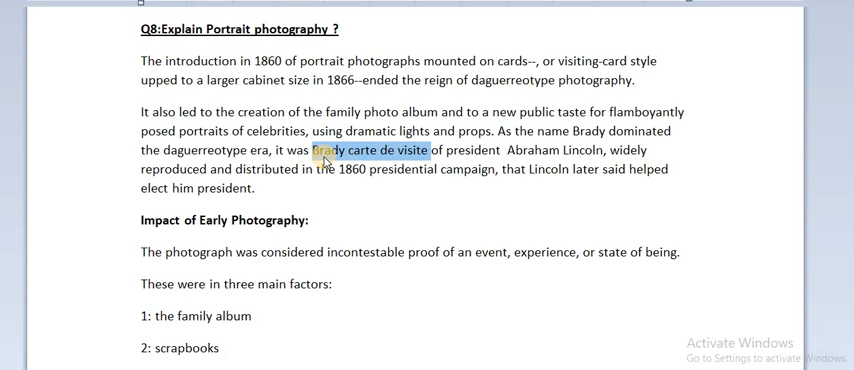 Q8:Explain Portrait photography ?
The introduction in 1860 of portrait photographs mounted on cards--, or visiting-card style
upped to a larger cabinet size in 1866--ended the reign of daguerreotype photography.
It also led to the creation of the family photo album and to a new public taste for flamboyantly
posed portraits of celebrities, using dramatic lights and props. As the name Brady dominated
the daguerreotype era, it was Brady carte de visite of president Abraham Lincoln, widely
reproduced and distributed in the 1860 presidential campaign, that Lincoln later said helped
elect him president.
Impact of Early Photography:
The photograph was considered incontestable proof of an event, experience, or state of being.
These were in three main factors:
1: the family album
2: scrapbooks
Activate Windows
Go to Settings to activate Windows.